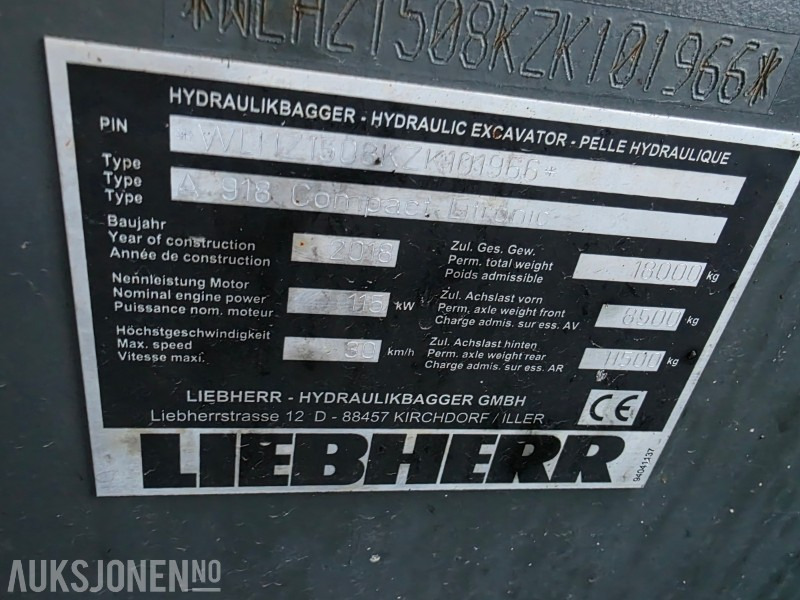 *WLHZ1508KZK101966*
HYDRAULIKBAGGER - HYDRAULIC EXCAVATOR - PELLE HYDRAULIQUE
PIN *WLHZ1508KZK101966*
Type
Type A 918 Compact Litronic
Type
Baujahr
Year of construction 2018
Année de construction
Nennleistung Motor
Nominal engine power 115 kW
Puissance nom. moteur
Höchstgeschwindigkeit
Max. speed 30 km/h
Vitesse maxi.
Zul. Ges. Gew.
Perm. total weight 18000 kg
Poids admissible
Zul. Achslast vorn
Perm. axle weight front 8500 kg
Charge admis. sur ess. AV
Zul. Achslast hinten
Perm. axle weight rear 11500 kg
Charge admis. sur ess. AR
LIEBHERR - HYDRAULIKBAGGER GMBH
Liebherrstrasse 12 D - 88457 KIRCHDORF / ILLER
CE
LIEBHERR
94041137
AUKSJONEN.NO